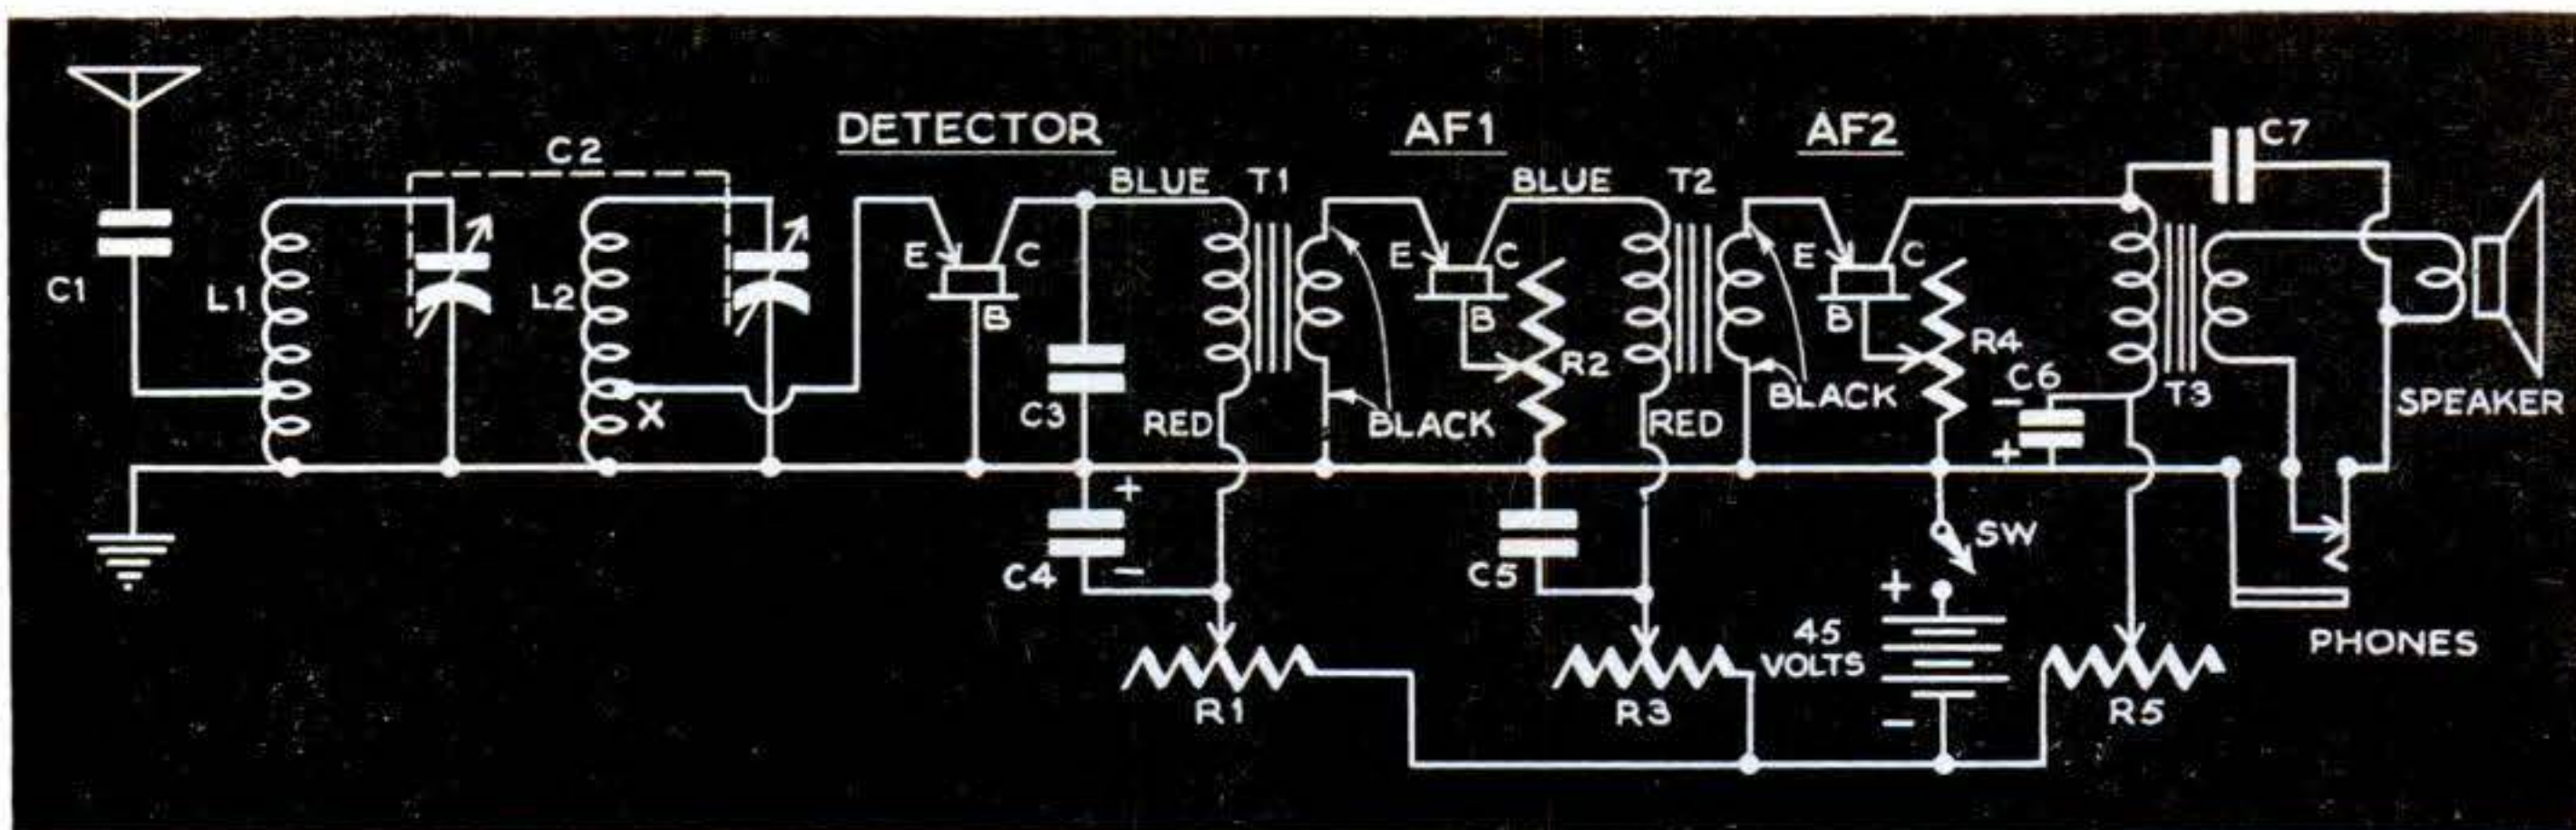 DETECTOR
AF1
AF2
C7
C2
BLUE T1
BLUE T2
E C
E C
E C
C1
L1
L2
B
B
B
R2
R4
C6
X
C3
RED
BLACK
RED
BLACK
-
T3
SPEAKER
+
+
C4
-
C5
SW
+
45
VOLTS
-
PHONES
R1
R3
R5